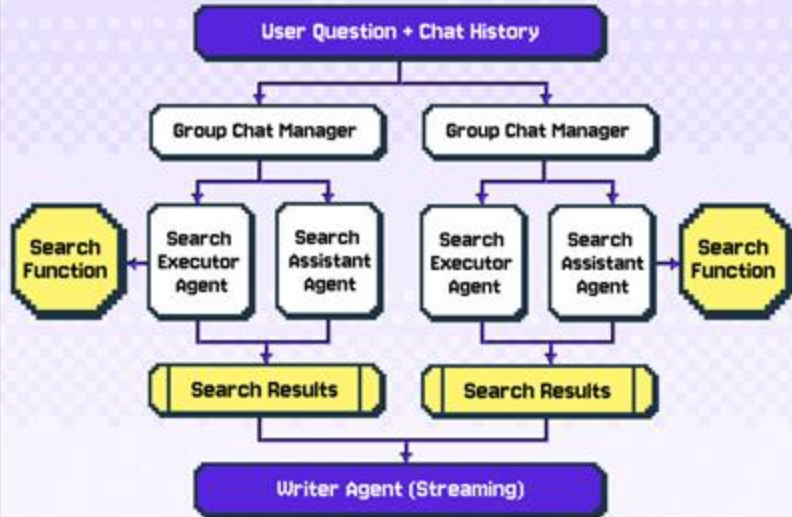 User Question + Chat History
Group Chat Manager
Group Chat Manager
Search
Function
Search
Executor
Agent
Search
Assistant
Agent
Search
Executor
Agent
Search
Assistant
Agent
Search
Function
Search Results
Search Results
Writer Agent (Streaming)